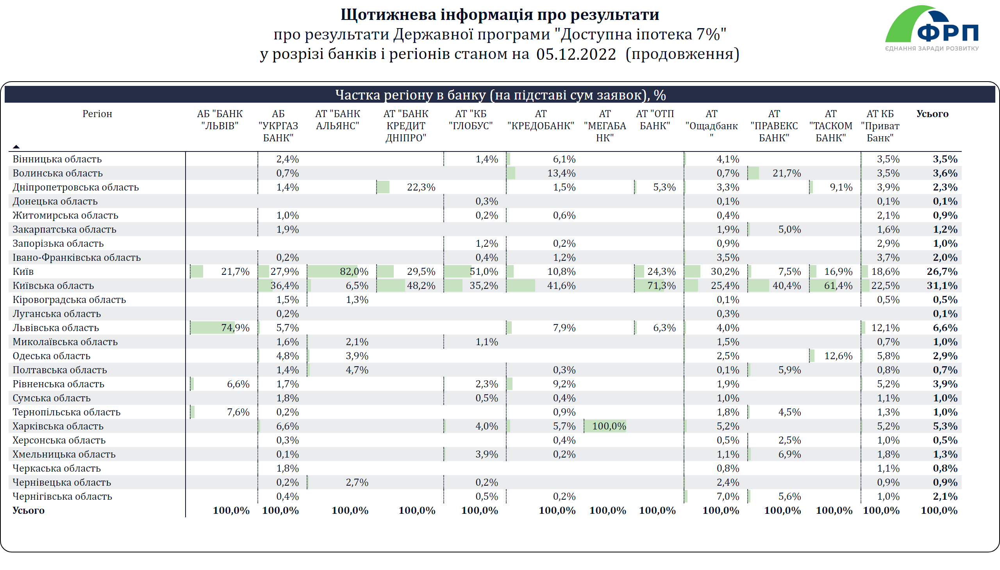 Щотижнева інформація про результати
про результати Державної програми "Доступна іпотека 7%"
у розрізі банків і регіонів станом на 05.12.2022 (продовження)
ФРП
ЄДНАННЯ ЗАРАДИ РОЗВИТКУ
Частка регіону в банку (на підставі сум заявок), %
Регіон АБ "БАНК АБ АТ "БАНК АТ "БАНК АТ "КБ АТ АТ АТ "ОТП АТ АТ АТ АТ КБ Усього
"ЛЬВІВ" "УКРГАЗ АЛЬЯНС" КРЕДИТ "ГЛОБУС" "КРЕДОБАНК" "МЕГАБА БАНК" "Ощадбанк "ПРАВЕКС "ТАСКОМ "Приват
БАНК" ДНІПРО" НК" " БАНК" БАНК" Банк"
Вінницька область 2,4% 1,4% 6,1% 4,1% 3,5% 3,5%
Волинська область 0,7% 13,4% 0,7% 21,7% 3,5% 3,6%
Дніпропетровська область 1,4% 22,3% 1,5% 5,3% 3,3% 9,1% 3,9% 2,3%
Донецька область 0,3% 0,1% 0,1% 0,1%
Житомирська область 1,0% 0,2% 0,6% 0,4% 2,1% 0,9%
Закарпатська область 1,9% 1,9% 5,0% 1,6% 1,2%
Запорізька область 1,2% 0,2% 0,9% 2,9% 1,0%
Івано-Франківська область 0,2% 0,4% 1,2% 3,5% 3,7% 2,0%
Київ 21,7% 27,9% 82,0% 29,5% 51,0% 10,8% 24,3% 30,2% 7,5% 16,9% 18,6% 26,7%
Київська область 36,4% 6,5% 48,2% 35,2% 41,6% 71,3% 25,4% 40,4% 61,4% 22,5% 31,1%
Кіровоградська область 1,5% 1,3% 0,1% 0,5% 0,5%
Луганська область 0,2% 0,3% 0,1%
Львівська область 74,9% 5,7% 7,9% 6,3% 4,0% 12,1% 6,6%
Миколаївська область 1,6% 2,1% 1,1% 1,5% 0,7% 1,0%
Одеська область 4,8% 3,9% 2,5% 12,6% 5,8% 2,9%
Полтавська область 1,4% 4,7% 0,3% 0,1% 5,9% 0,8% 0,7%
Рівненська область 6,6% 1,7% 2,3% 9,2% 1,9% 5,2% 3,9%
Сумська область 1,8% 0,5% 0,4% 1,0% 1,1% 1,0%
Тернопільська область 7,6% 0,2% 0,9% 1,8% 4,5% 1,3% 1,0%
Харківська область 6,6% 4,0% 5,7% 100,0% 5,2% 5,2% 5,3%
Херсонська область 0,3% 0,4% 0,5% 2,5% 1,0% 0,5%
Хмельницька область 0,1% 3,9% 0,2% 1,1% 6,9% 1,8% 1,3%
Черкаська область 1,8% 0,8% 1,1% 0,8%
Чернівецька область 0,2% 2,7% 0,2% 2,4% 0,9% 0,9%
Чернігівська область 0,4% 0,5% 0,2% 7,0% 5,6% 1,0% 2,1%
Усього 100,0% 100,0% 100,0% 100,0% 100,0% 100,0% 100,0% 100,0% 100,0% 100,0% 100,0% 100,0% 100,0%